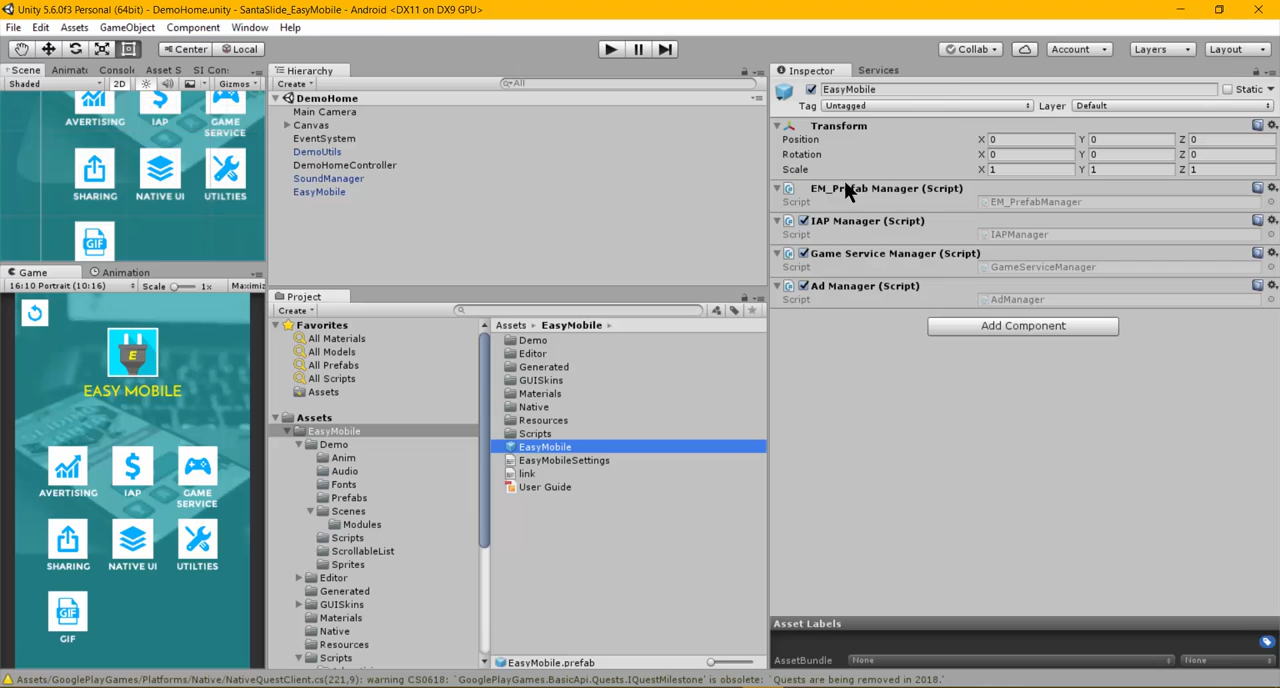 Unity 5.6.0f3 Personal (64bit) - DemoHome.unity - SantaSlide_EasyMobile - Android <DX11 on DX9 GPU>
File Edit Assets GameObject Component Window Help
Center Local Collab Account Layers Layout
Scene Animat Consol Asset S SI Con:
Shaded 2D Gizmos
AVERTISING IAP GAME SERVICE
SHARING NATIVE UI UTILTIES
GIF
Game Animation
16:10 Portrait (10:16) Scale 1x Maximiz
E
EASY MOBILE
AVERTISING IAP GAME SERVICE
SHARING NATIVE UI UTILTIES
GIF
GIF
Hierarchy
Create All
DemoHome
Main Camera
Canvas
EventSystem
DemoUtils
DemoHomeController
SoundManager
EasyMobile
Project
Create
Favorites
All Materials
All Models
All Prefabs
All Scripts
Assets
Assets
EasyMobile
Demo
Anim
Audio
Fonts
Prefabs
Scenes
Modules
Scripts
ScrollableList
Sprites
Editor
Generated
GUISkins
Materials
Native
Resources
Scripts
Assets EasyMobile
Demo
Editor
Generated
GUISkins
Materials
Native
Resources
Scripts
EasyMobile
EasyMobileSettings
link
User Guide
EasyMobile.prefab
Inspector Services
EasyMobile Static
Tag Untagged Layer Default
Transform
Position X 0 Y 0 Z 0
Rotation X 0 Y 0 Z 0
Scale X 1 Y 1 Z 1
EM_Prefab Manager (Script)
Script EM_PrefabManager
IAP Manager (Script)
Script IAPManager
Game Service Manager (Script)
Script GameServiceManager
Ad Manager (Script)
Script AdManager
Add Component
Asset Labels
AssetBundle None None
Assets/GooglePlayGames/Platforms/Native/NativeQuestClient.cs(221,9): warning CS0618: `GooglePlayGames.BasicApi.Quests.IQuestMilestone' is obsolete: `Quests are being removed in 2018.'